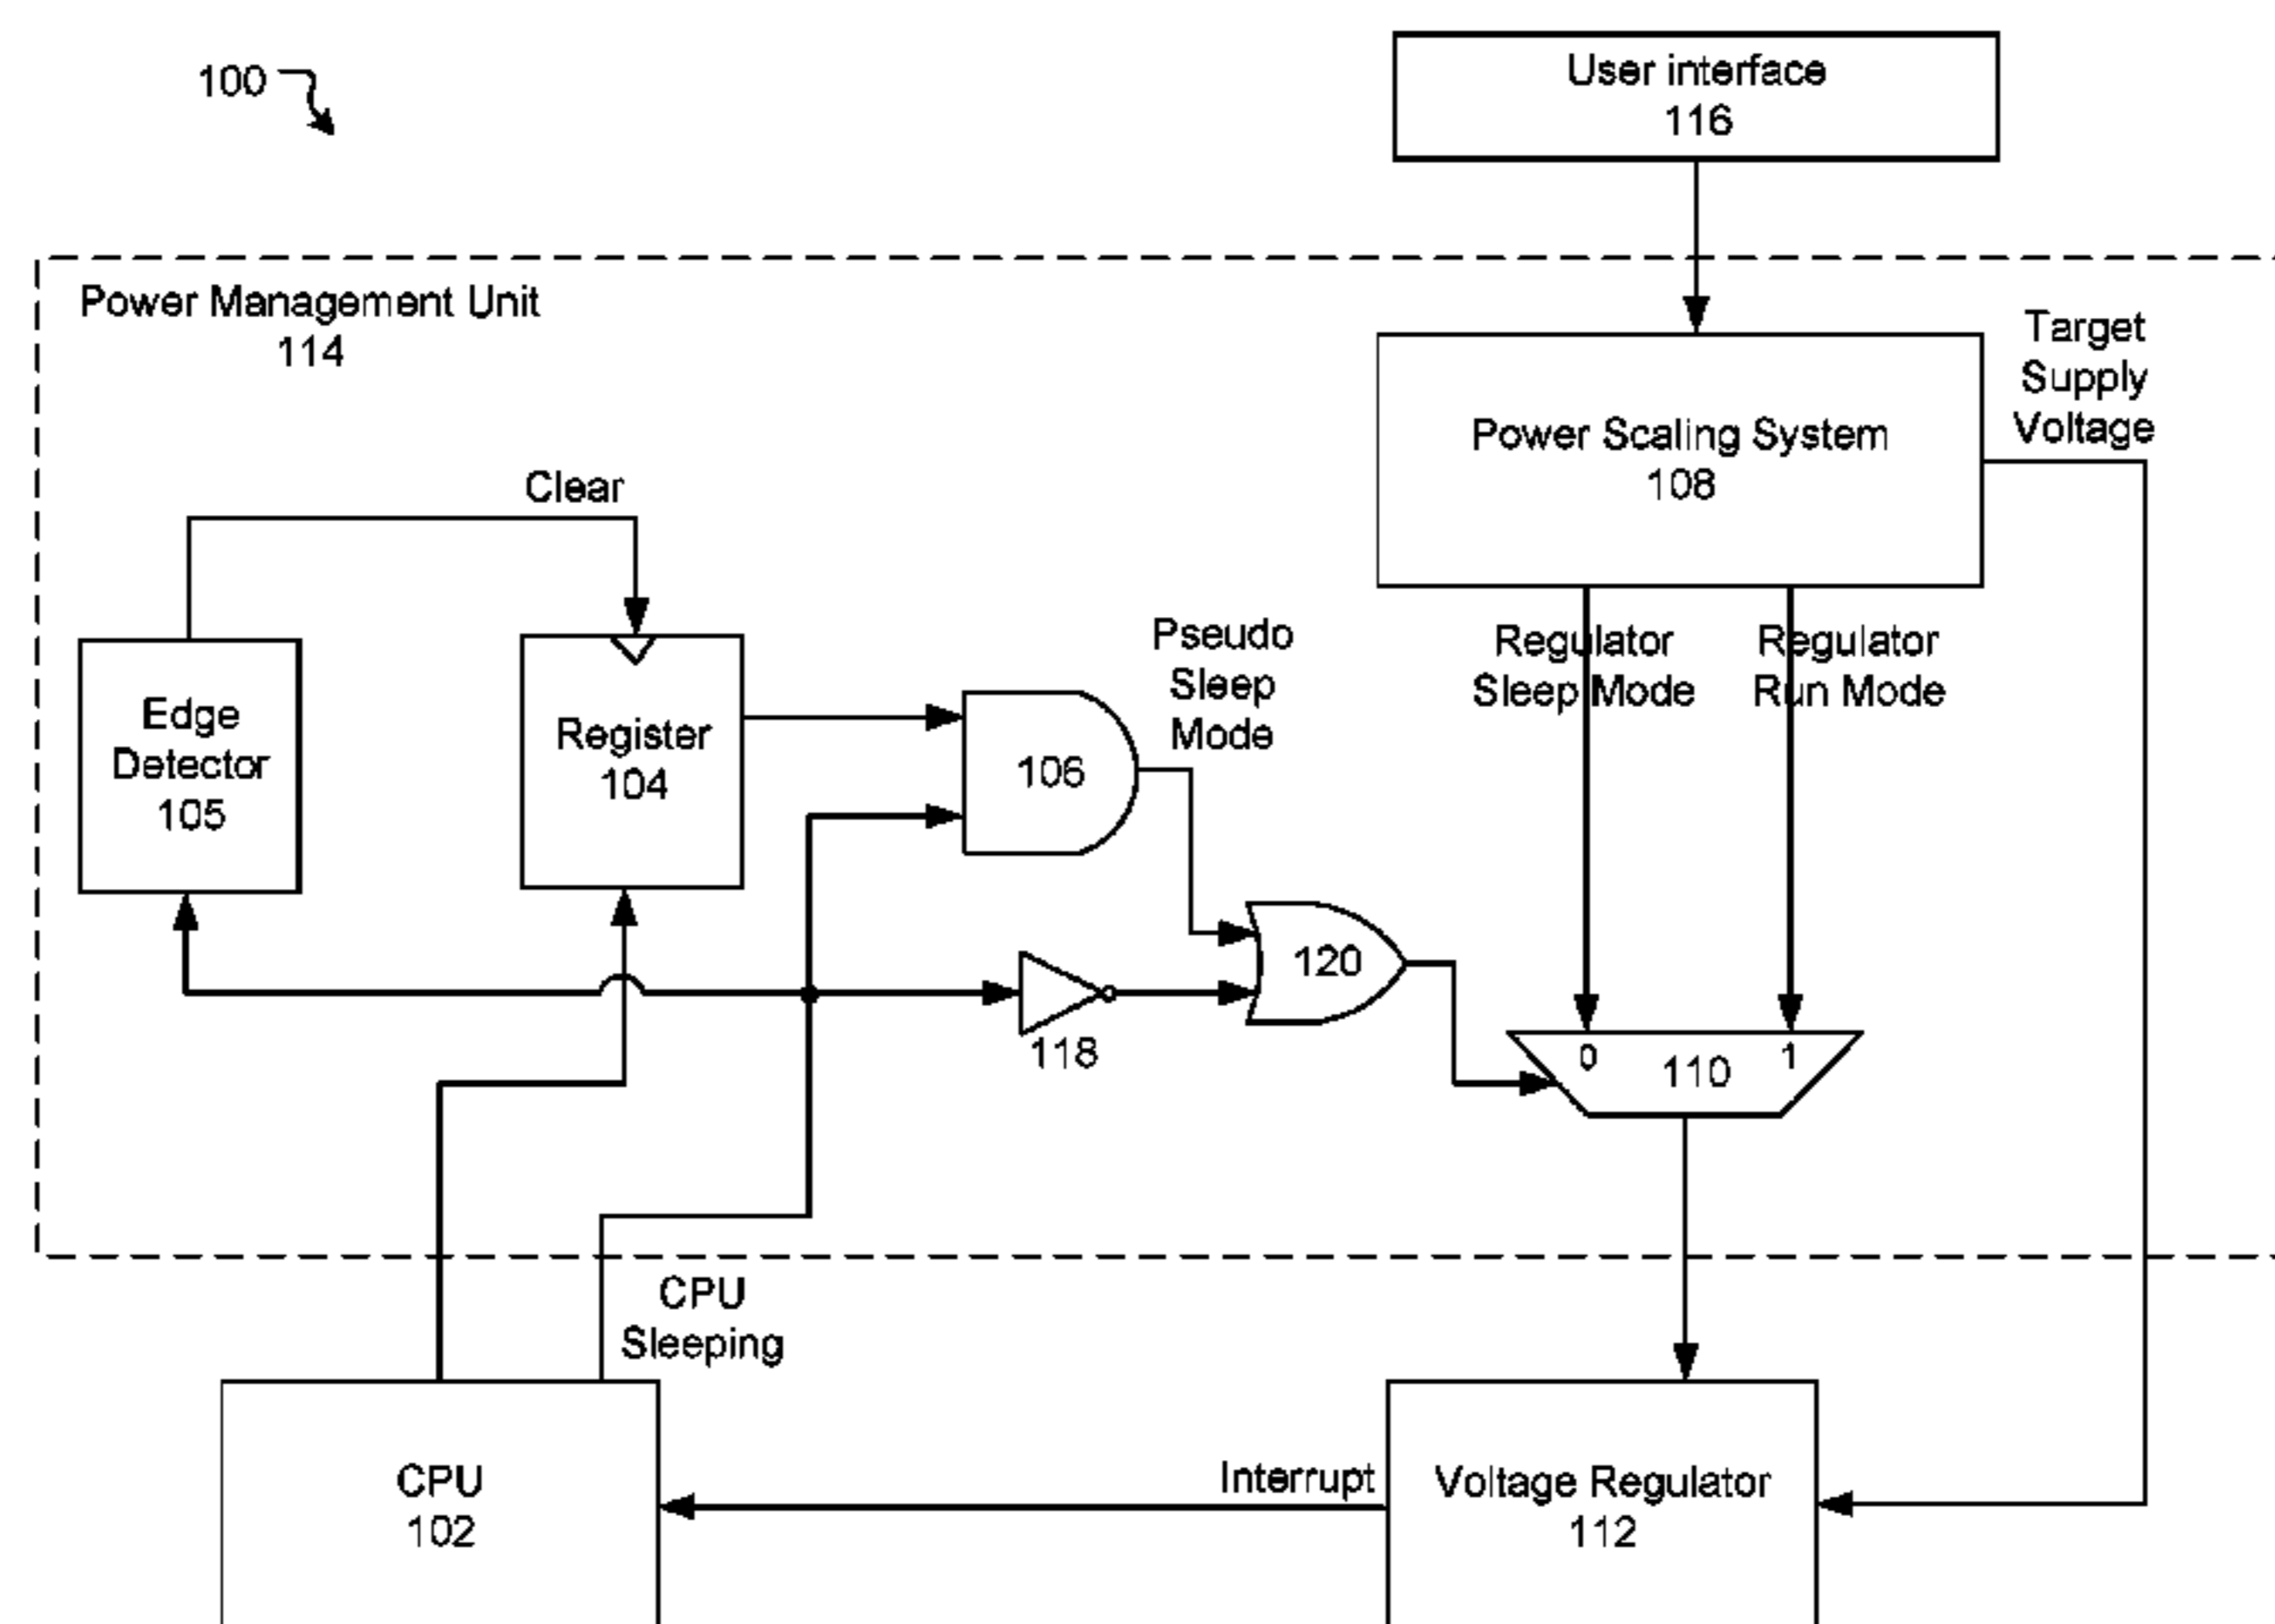 100
User interface
116
Power Management Unit
114
Target
Supply
Voltage
Power Scaling System
108
Clear
Pseudo
Sleep
Mode
Regulator
Sleep Mode
Regulator
Run Mode
Edge
Detector
105
Register
104
106
120
118
0
110
1
CPU
Sleeping
CPU
102
Interrupt
Voltage Regulator
112